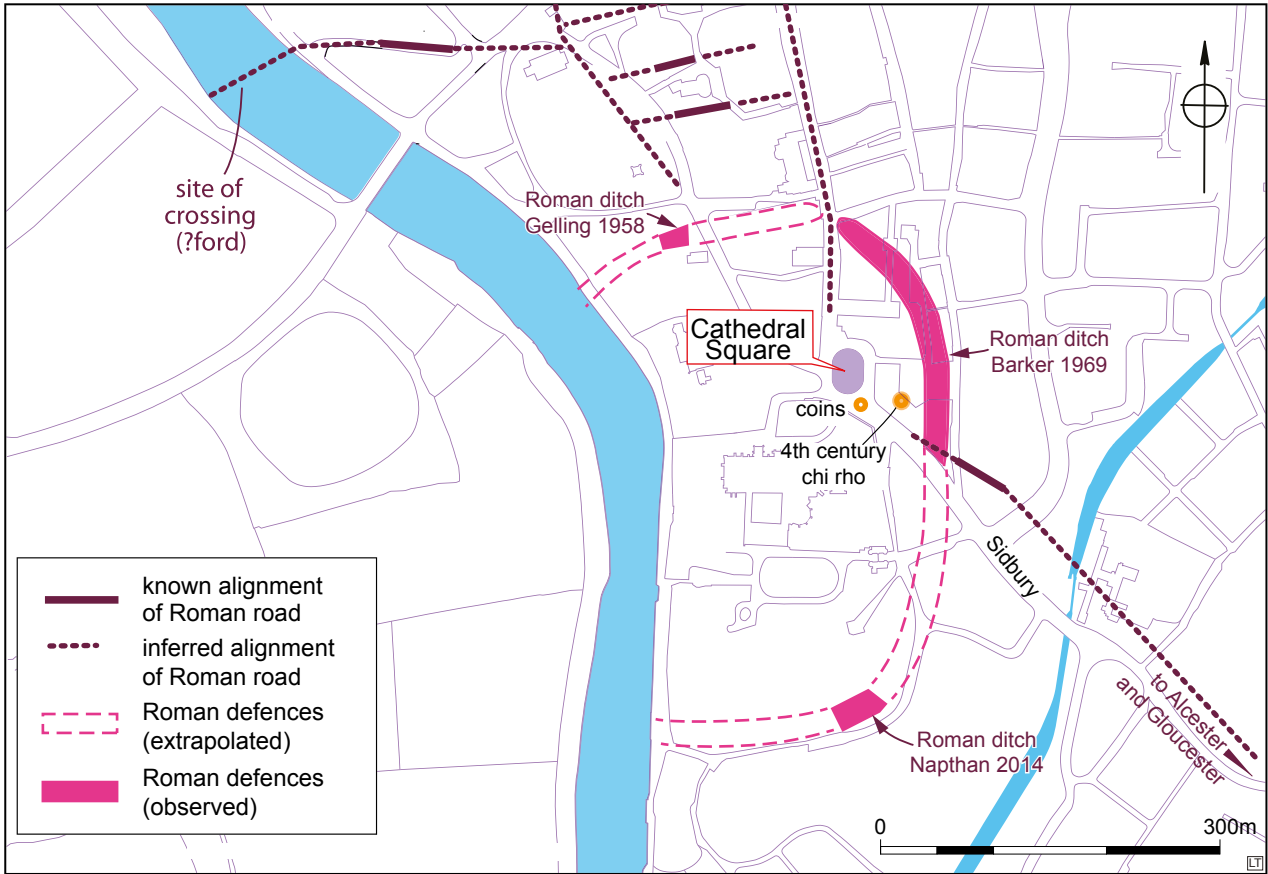 site of
crossing
(?ford)
Roman ditch
Gelling 1958
Cathedral
Square
Roman ditch
Barker 1969
coins
4th century
chi rho
Sidbury
to Alcester
and Gloucester
Roman ditch
Napthan 2014
known alignment
of Roman road
inferred alignment
of Roman road
Roman defences
(extrapolated)
Roman defences
(observed)
0 300m
LT